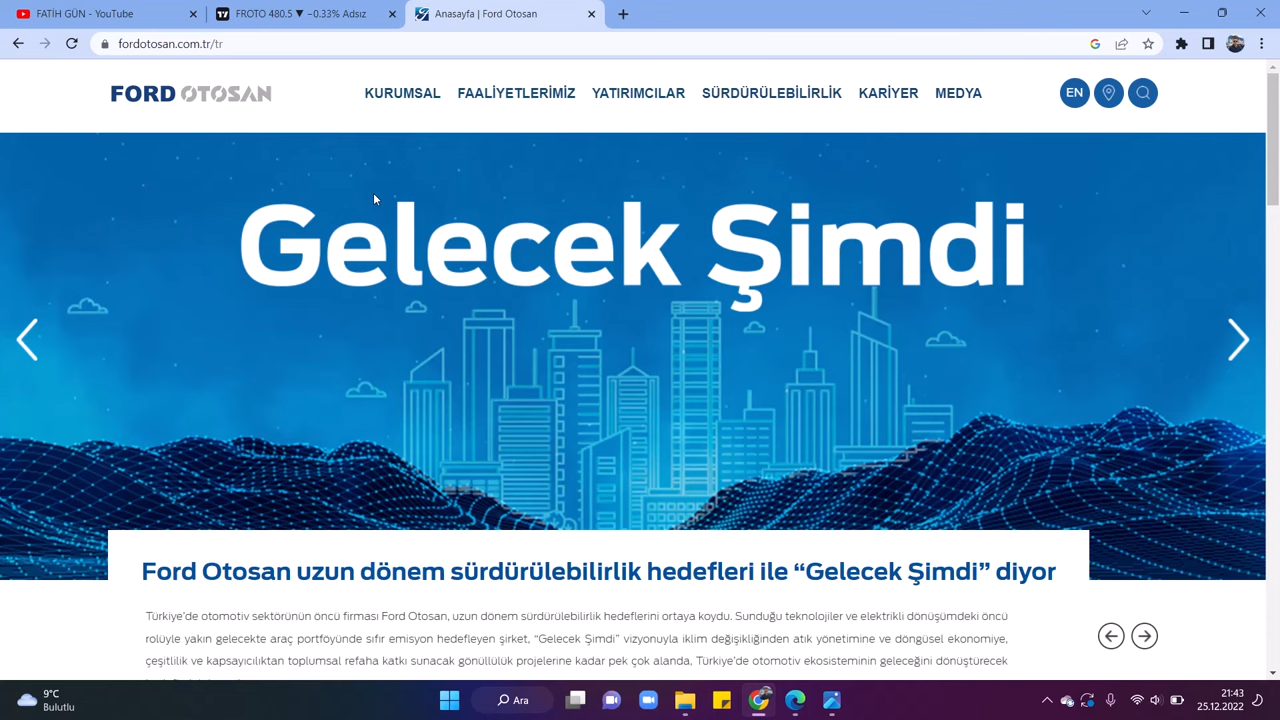 FATİH GÜN - YouTube
FROTO 480.5 ▼ −0.33% Adsız
Anasayfa | Ford Otosan
fordotosan.com.tr/tr
FORD OTOSAN
KURUMSAL FAALİYETLERİMİZ YATIRIMCILAR SÜRDÜRÜLEBİLİRLİK KARİYER MEDYA
EN
Gelecek Şimdi
Ford Otosan uzun dönem sürdürülebilirlik hedefleri ile “Gelecek Şimdi” diyor
Türkiye’de otomotiv sektörünün öncü firması Ford Otosan, uzun dönem sürdürülebilirlik hedeflerini ortaya koydu. Sunduğu teknolojiler ve elektrikli dönüşümdeki öncü
rolüyle yakın gelecekte araç portföyünde sıfır emisyon hedefleyen şirket, “Gelecek Şimdi” vizyonuyla iklim değişikliğinden atık yönetimine ve döngüsel ekonomiye,
çeşitlilik ve kapsayıcılıktan toplumsal refaha katkı sunacak gönüllülük projelerine kadar pek çok alanda, Türkiye’de otomotiv ekosisteminin geleceğini dönüştürecek
9°C
Bulutlu
Ara
21:43
25.12.2022